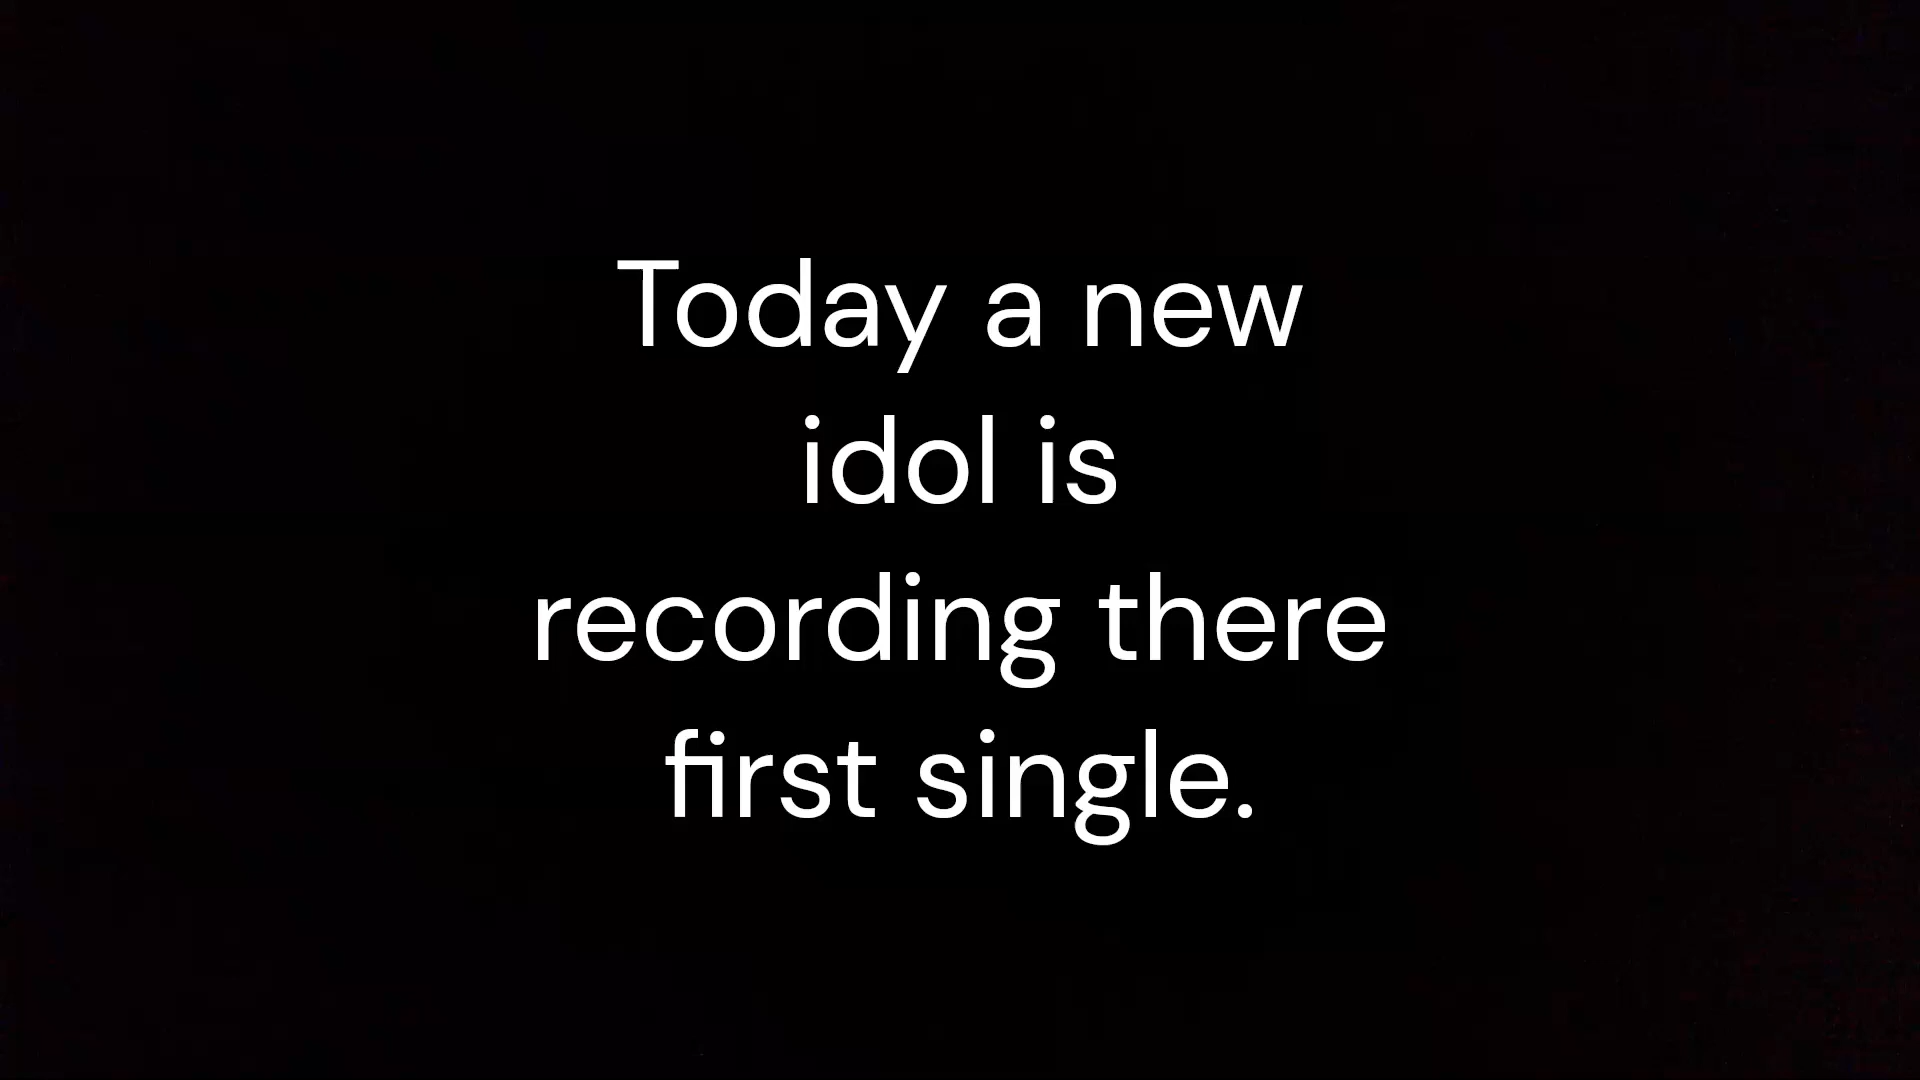 Today a new
idol is
recording there
first single.